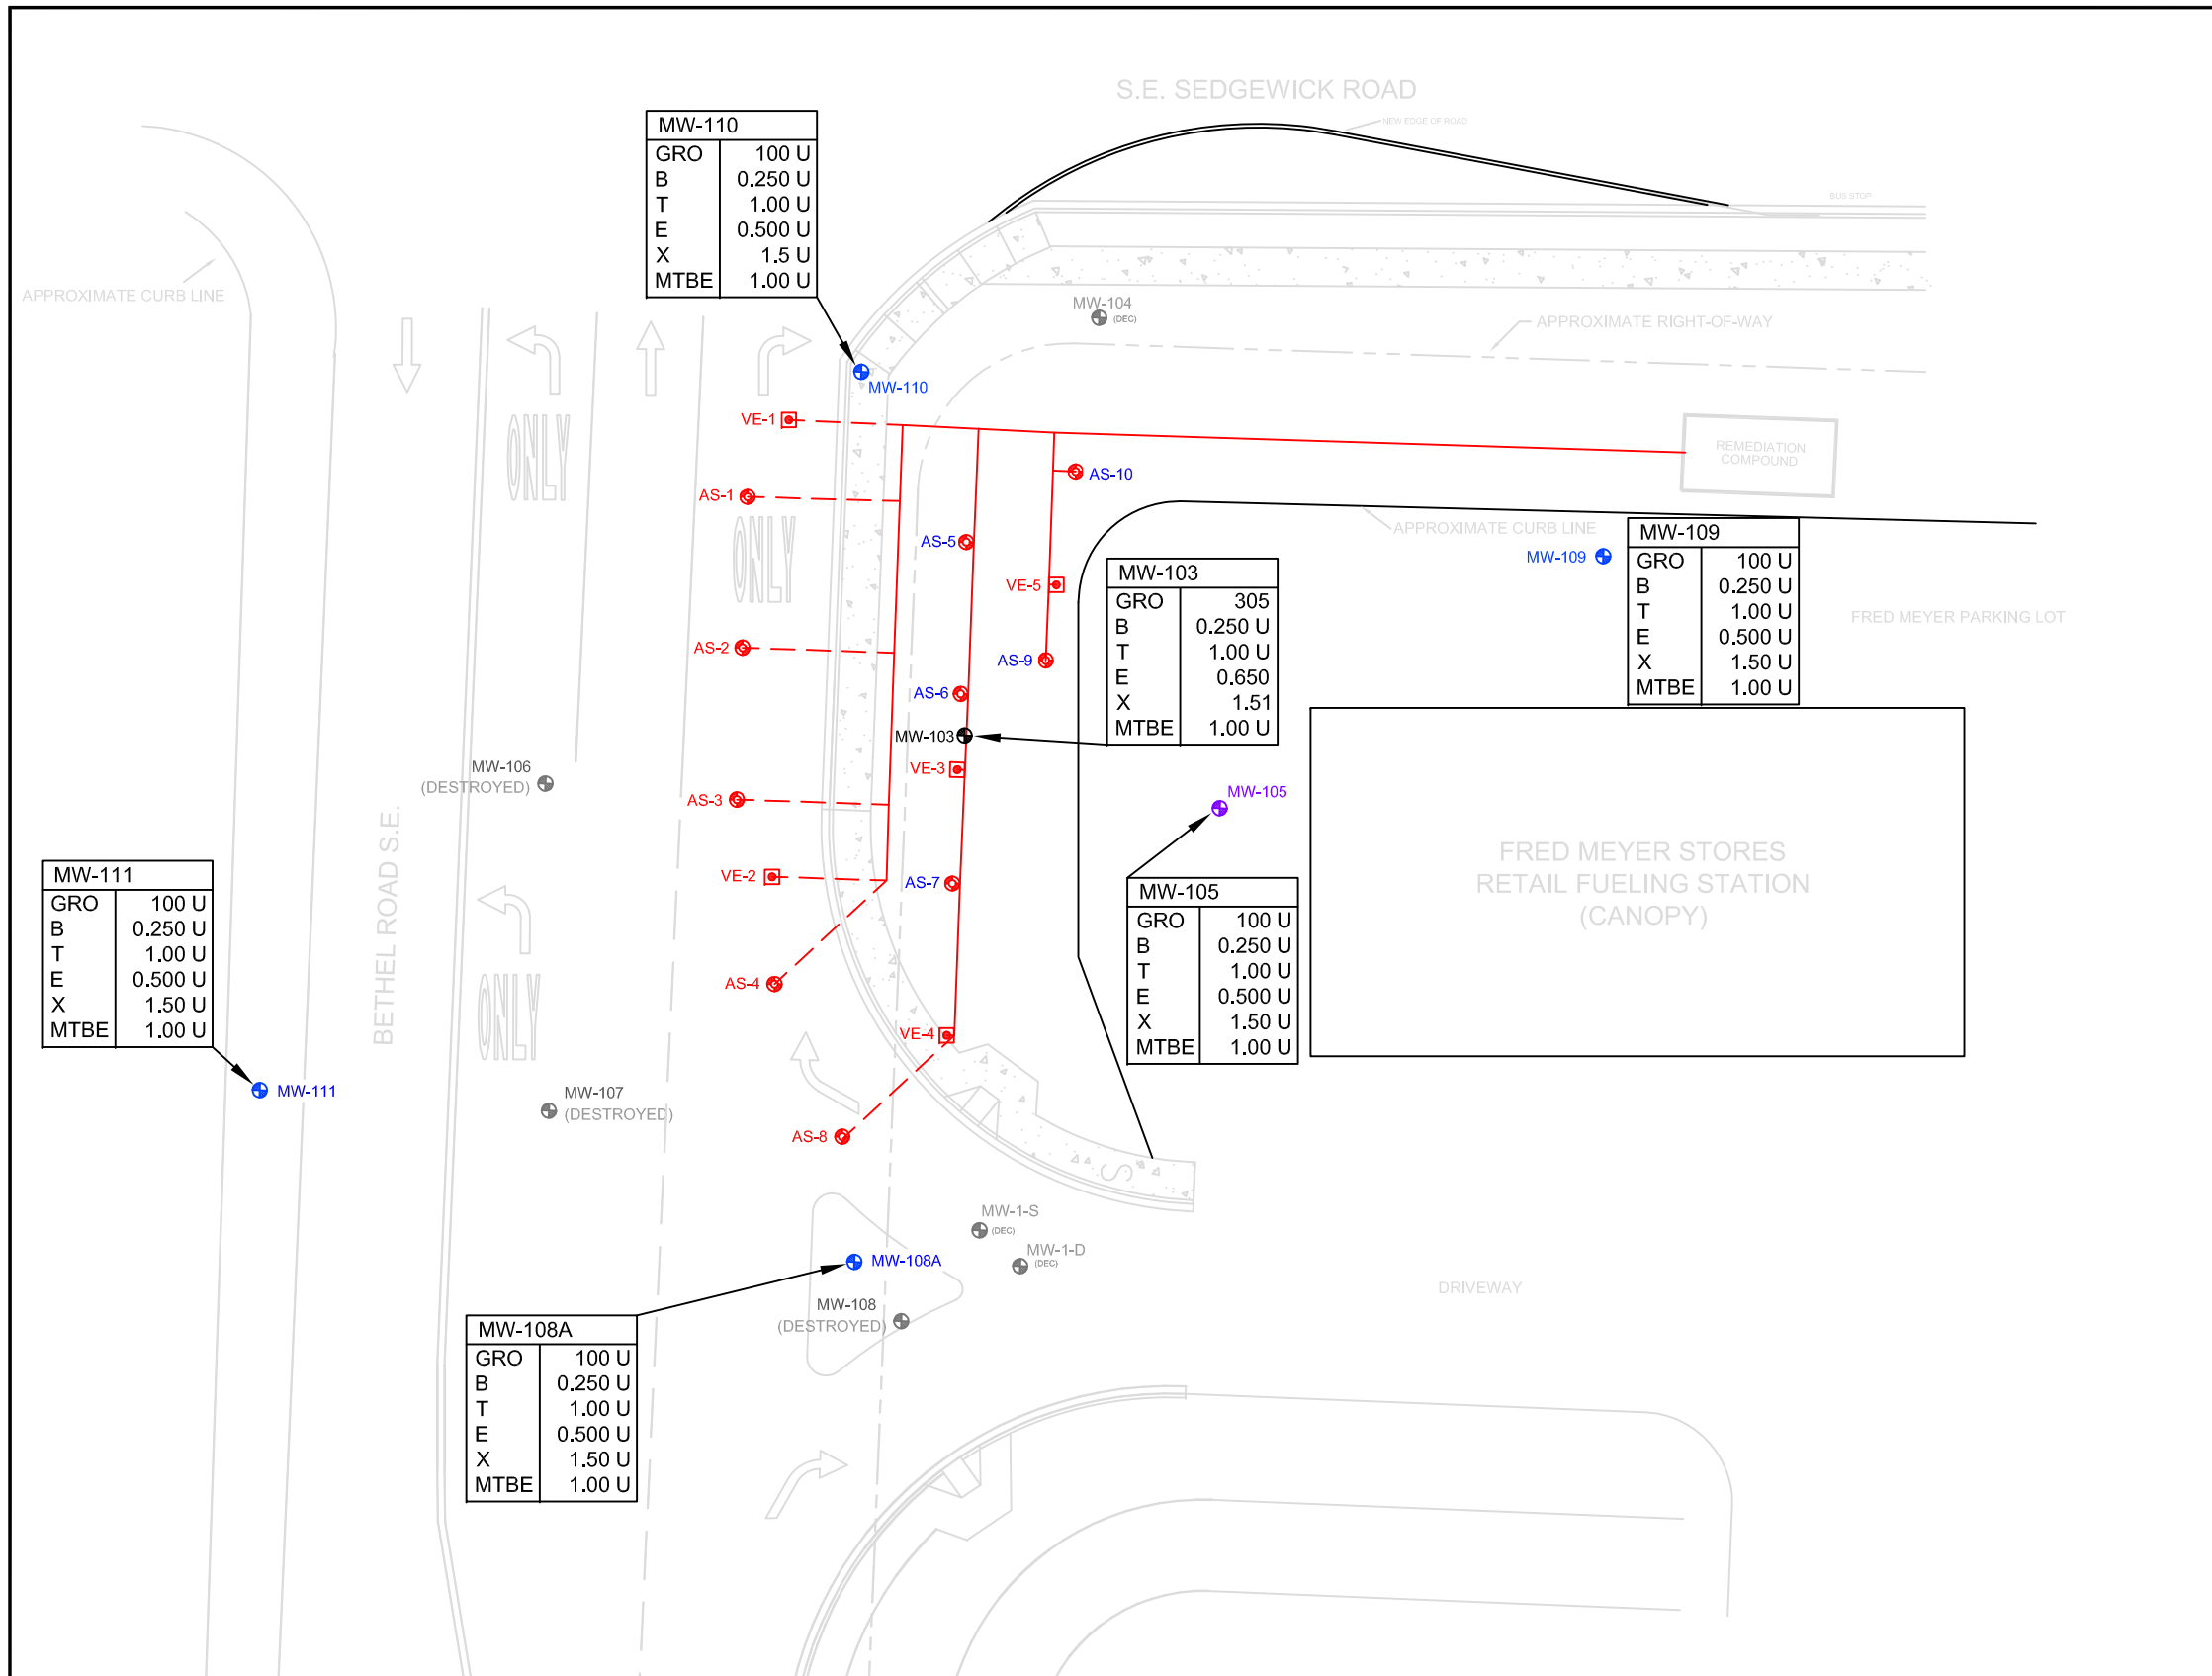 S.E. SEDGEWICK ROAD
NEW EDGE OF ROAD
BUS STOP
MW-110
GRO 100 U
B 0.250 U
T 1.00 U
E 0.500 U
X 1.5 U
MTBE 1.00 U
APPROXIMATE CURB LINE
MW-104
(DEC)
APPROXIMATE RIGHT-OF-WAY
MW-110
VE-1
ONLY
REMEDIATION
COMPOUND
AS-10
AS-1
ONLY
APPROXIMATE CURB LINE
AS-5
MW-109
MW-109
GRO 100 U
B 0.250 U
T 1.00 U
E 0.500 U
X 1.50 U
MTBE 1.00 U
FRED MEYER PARKING LOT
VE-5
MW-103
GRO 305
B 0.250 U
T 1.00 U
E 0.650
X 1.51
MTBE 1.00 U
AS-2
AS-9
AS-6
MW-103
MW-106
(DESTROYED)
VE-3
AS-3
MW-105
BETHEL ROAD S.E.
FRED MEYER STORES
RETAIL FUELING STATION
(CANOPY)
VE-2
AS-7
MW-111
GRO 100 U
B 0.250 U
T 1.00 U
E 0.500 U
X 1.50 U
MTBE 1.00 U
MW-105
GRO 100 U
B 0.250 U
T 1.00 U
E 0.500 U
X 1.50 U
MTBE 1.00 U
AS-4
ONLY
VE-4
MW-111
MW-107
(DESTROYED)
AS-8
S
MW-1-S
(DEC)
MW-1-D
(DEC)
MW-108A
DRIVEWAY
MW-108
(DESTROYED)
MW-108A
GRO 100 U
B 0.250 U
T 1.00 U
E 0.500 U
X 1.50 U
MTBE 1.00 U